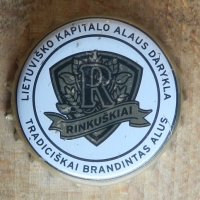 LIETUVIŠKO KAPITALO ALAUS DARYKLA
R
RINKUŠKIAI
TRADICIŠKAI BRANDINTAS ALUS